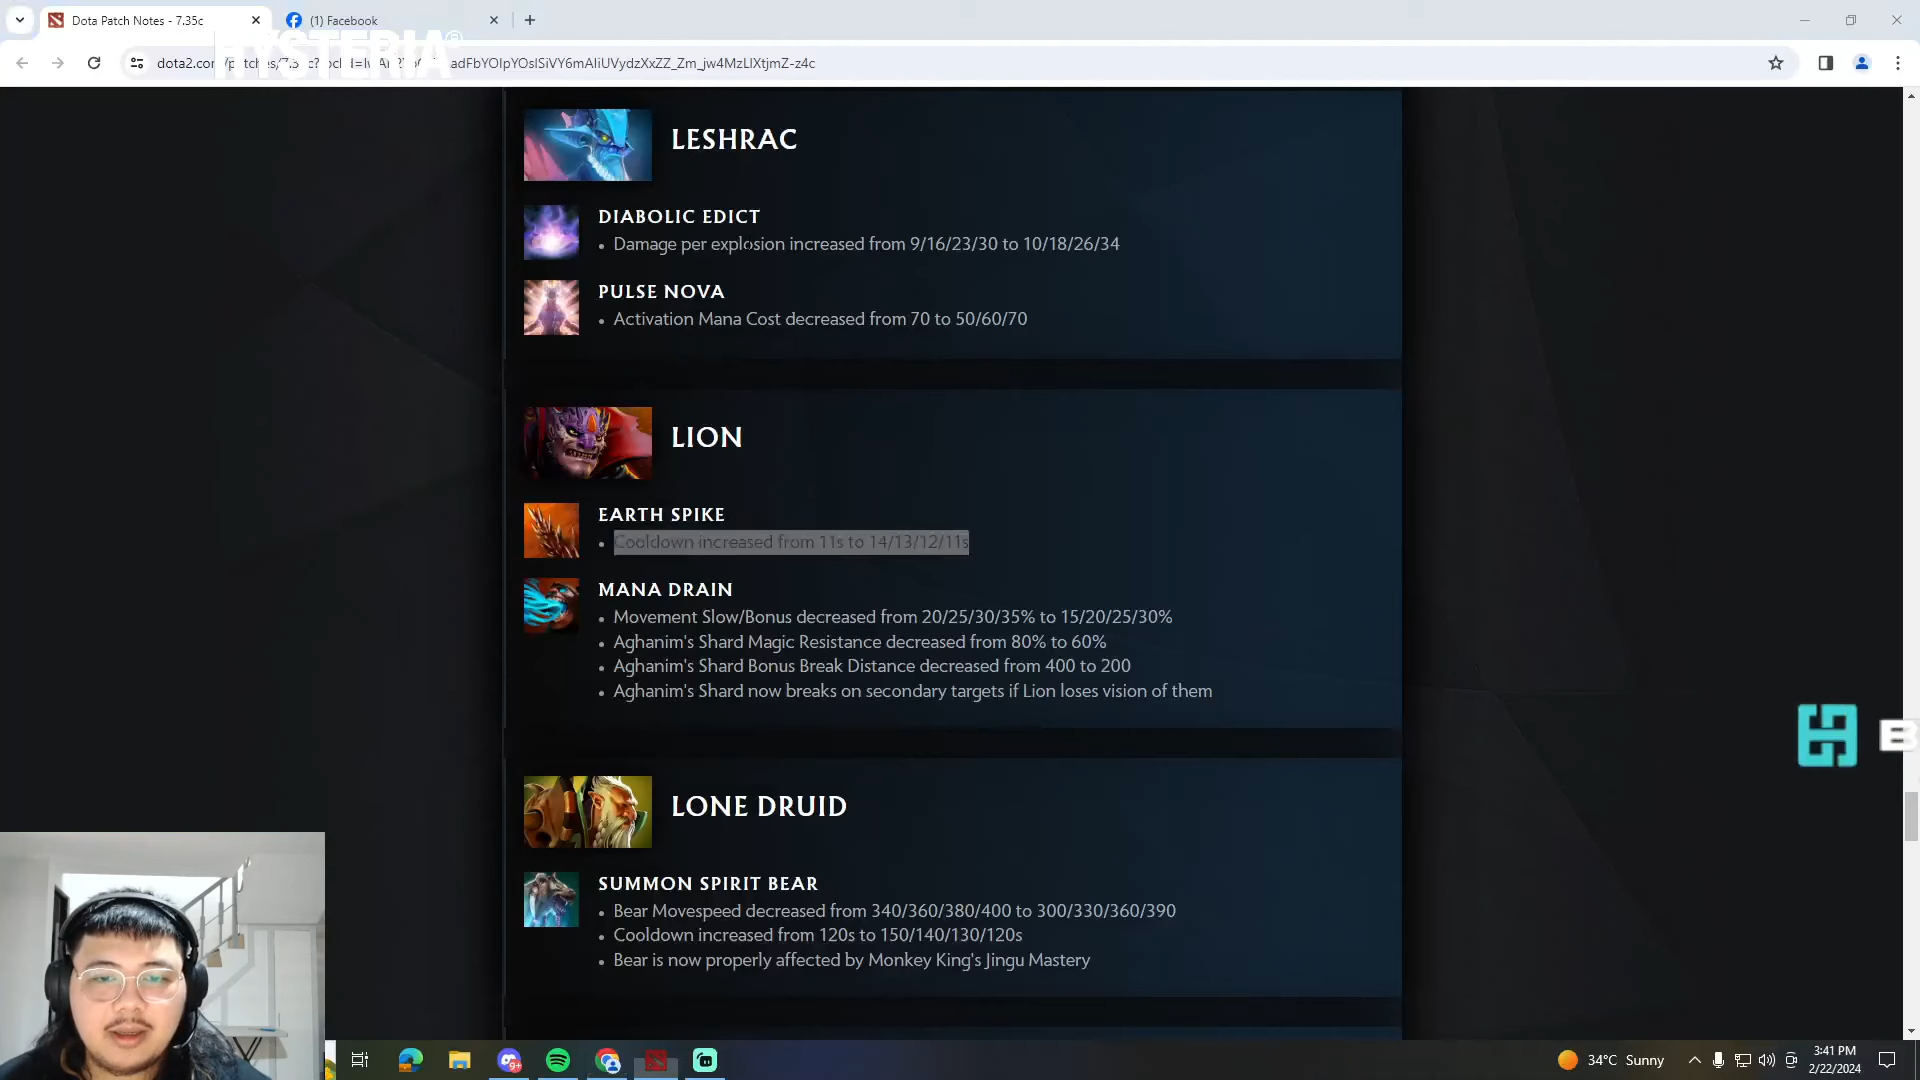 Dota Patch Notes - 7.35c
(1) Facebook
HYSTERIA®
LESHRAC
DIABOLIC EDICT
• Damage per explosion increased from 9/16/23/30 to 10/18/26/34
PULSE NOVA
• Activation Mana Cost decreased from 70 to 50/60/70
LION
EARTH SPIKE
• Cooldown increased from 11s to 14/13/12/11s
MANA DRAIN
• Movement Slow/Bonus decreased from 20/25/30/35% to 15/20/25/30%
• Aghanim's Shard Magic Resistance decreased from 80% to 60%
• Aghanim's Shard Bonus Break Distance decreased from 400 to 200
• Aghanim's Shard now breaks on secondary targets if Lion loses vision of them
LONE DRUID
SUMMON SPIRIT BEAR
• Bear Movespeed decreased from 340/360/380/400 to 300/330/360/390
• Cooldown increased from 120s to 150/140/130/120s
• Bear is now properly affected by Monkey King's Jingu Mastery
B
9+
34°C Sunny
3:41 PM
2/22/2024